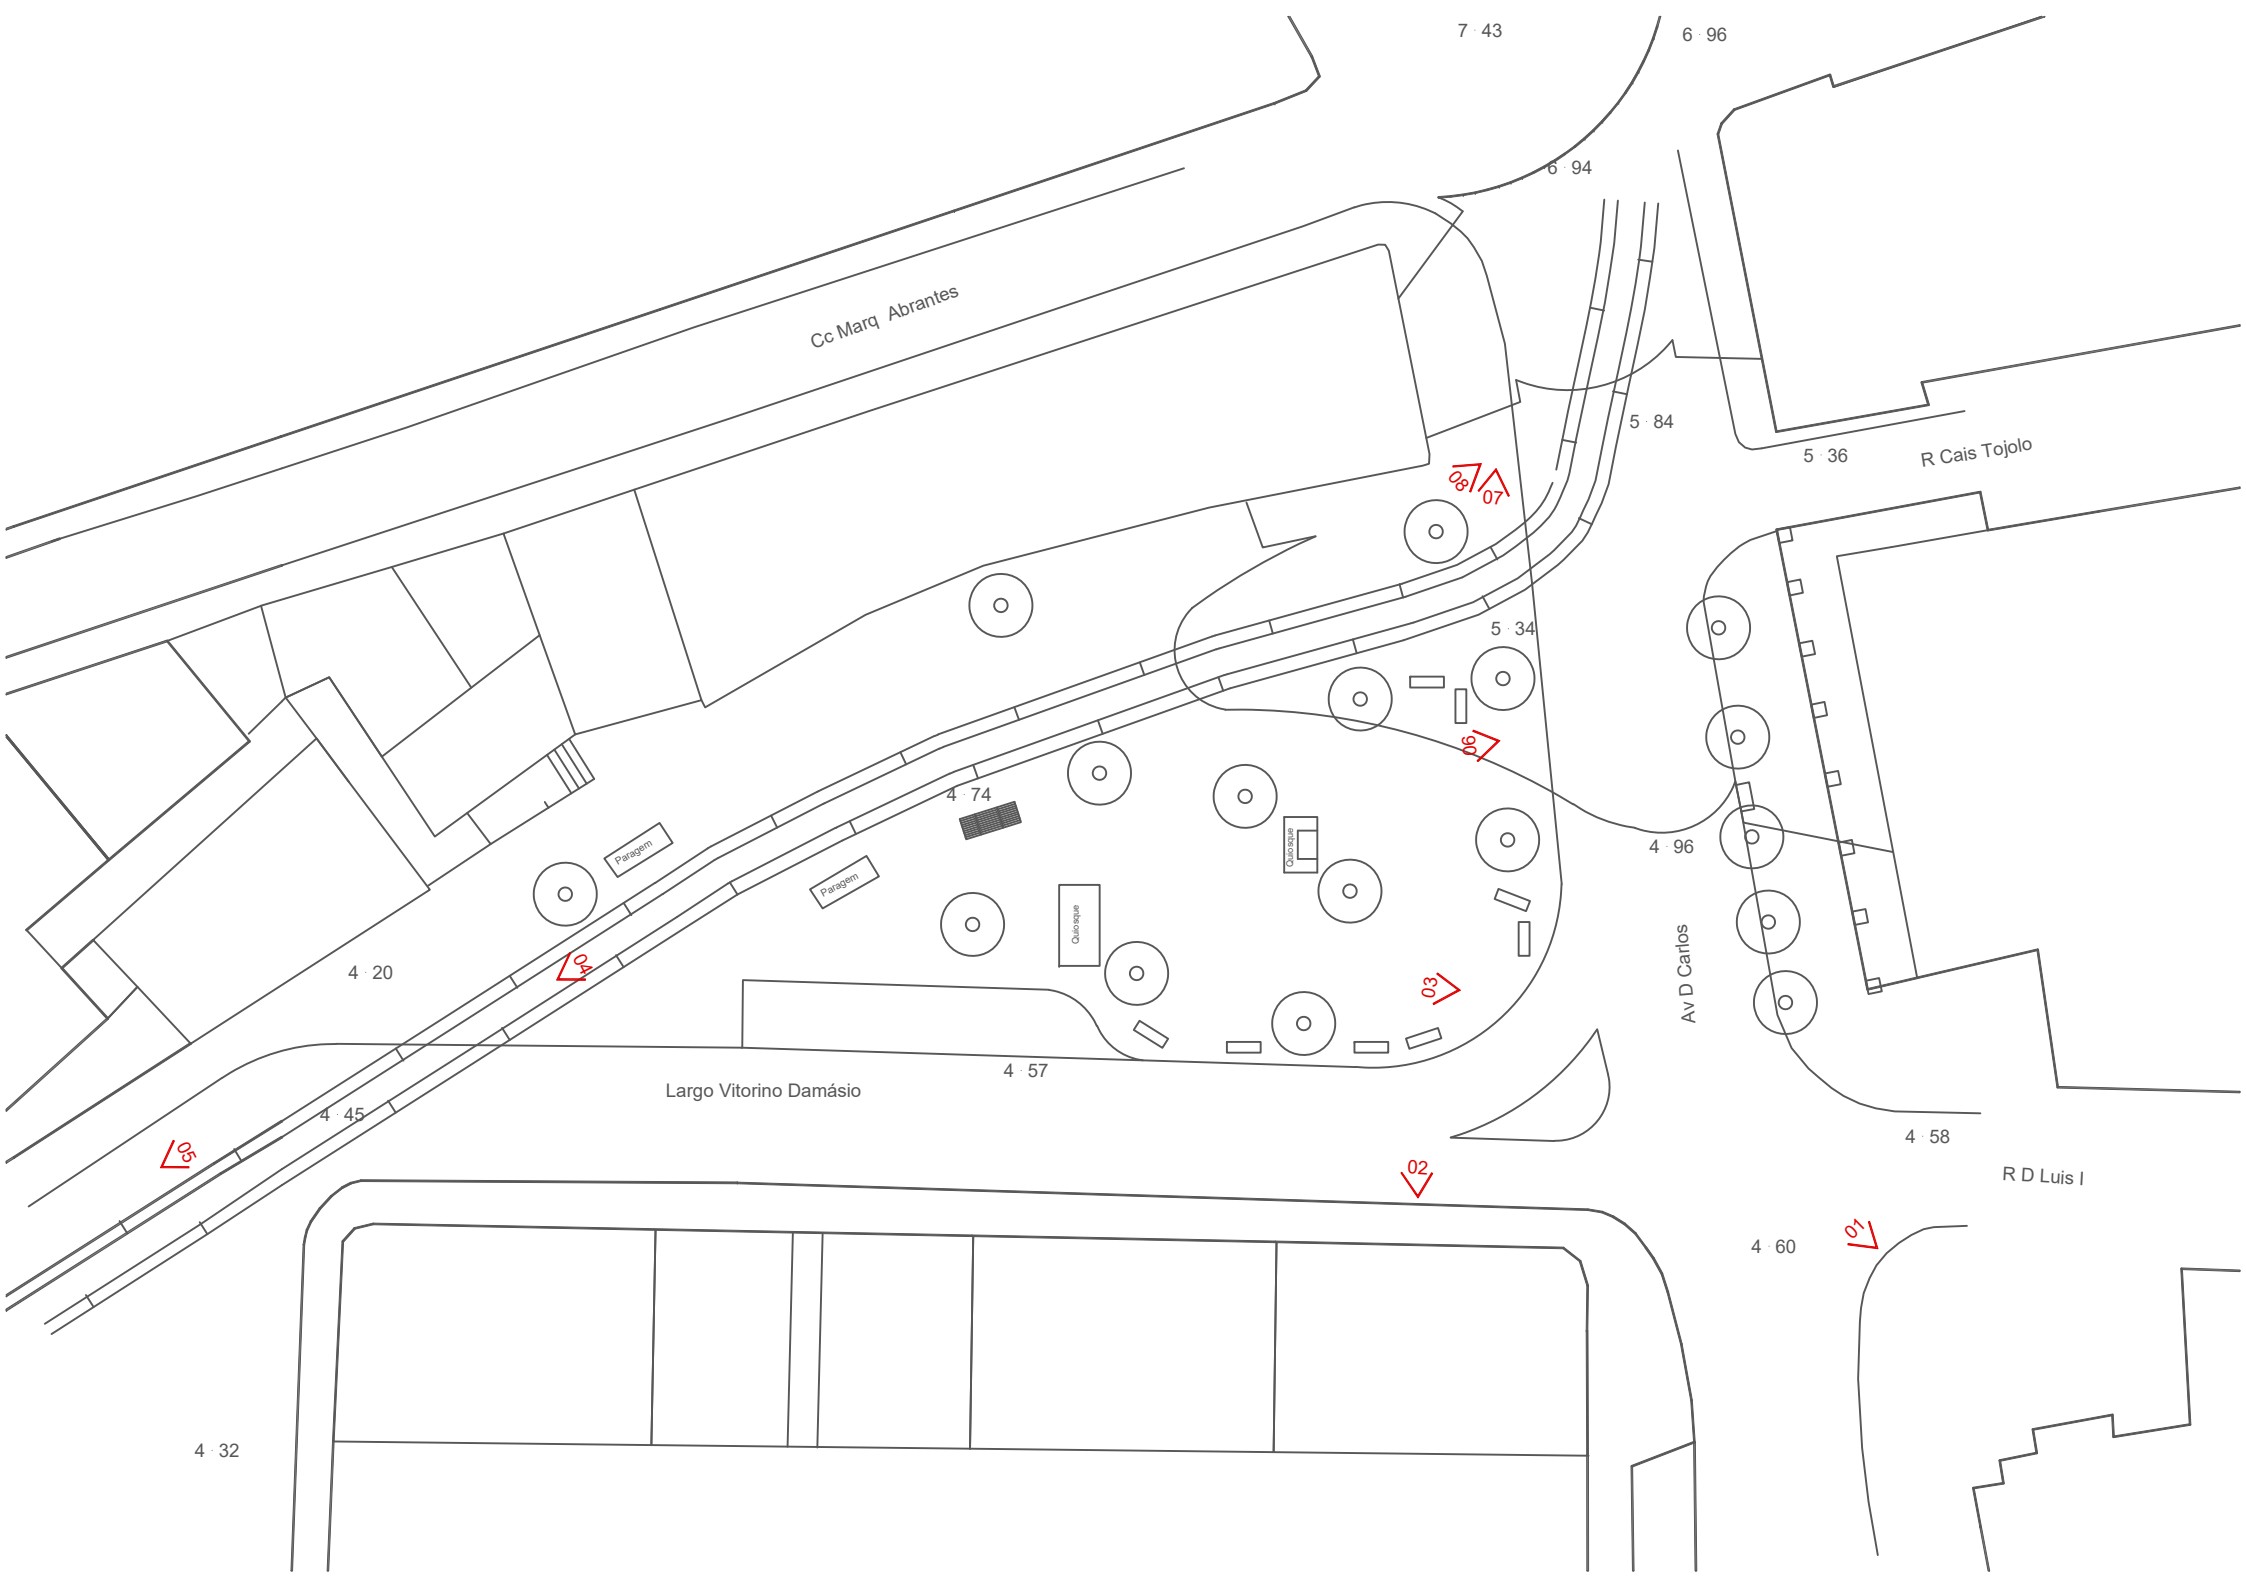 7 · 43
6 · 96
6 · 94
Cc Marq Abrantes
5 · 84
5 · 36
R Cais Tojolo
08
07
5 · 34
06
4 · 74
Paragem
Paragem
Quiosque
Quiosque
4 · 96
Av D Carlos
4 · 20
04
03
4 · 57
Largo Vitorino Damásio
4 · 45
05
4 · 58
02
R D Luis I
01
4 · 60
4 · 32